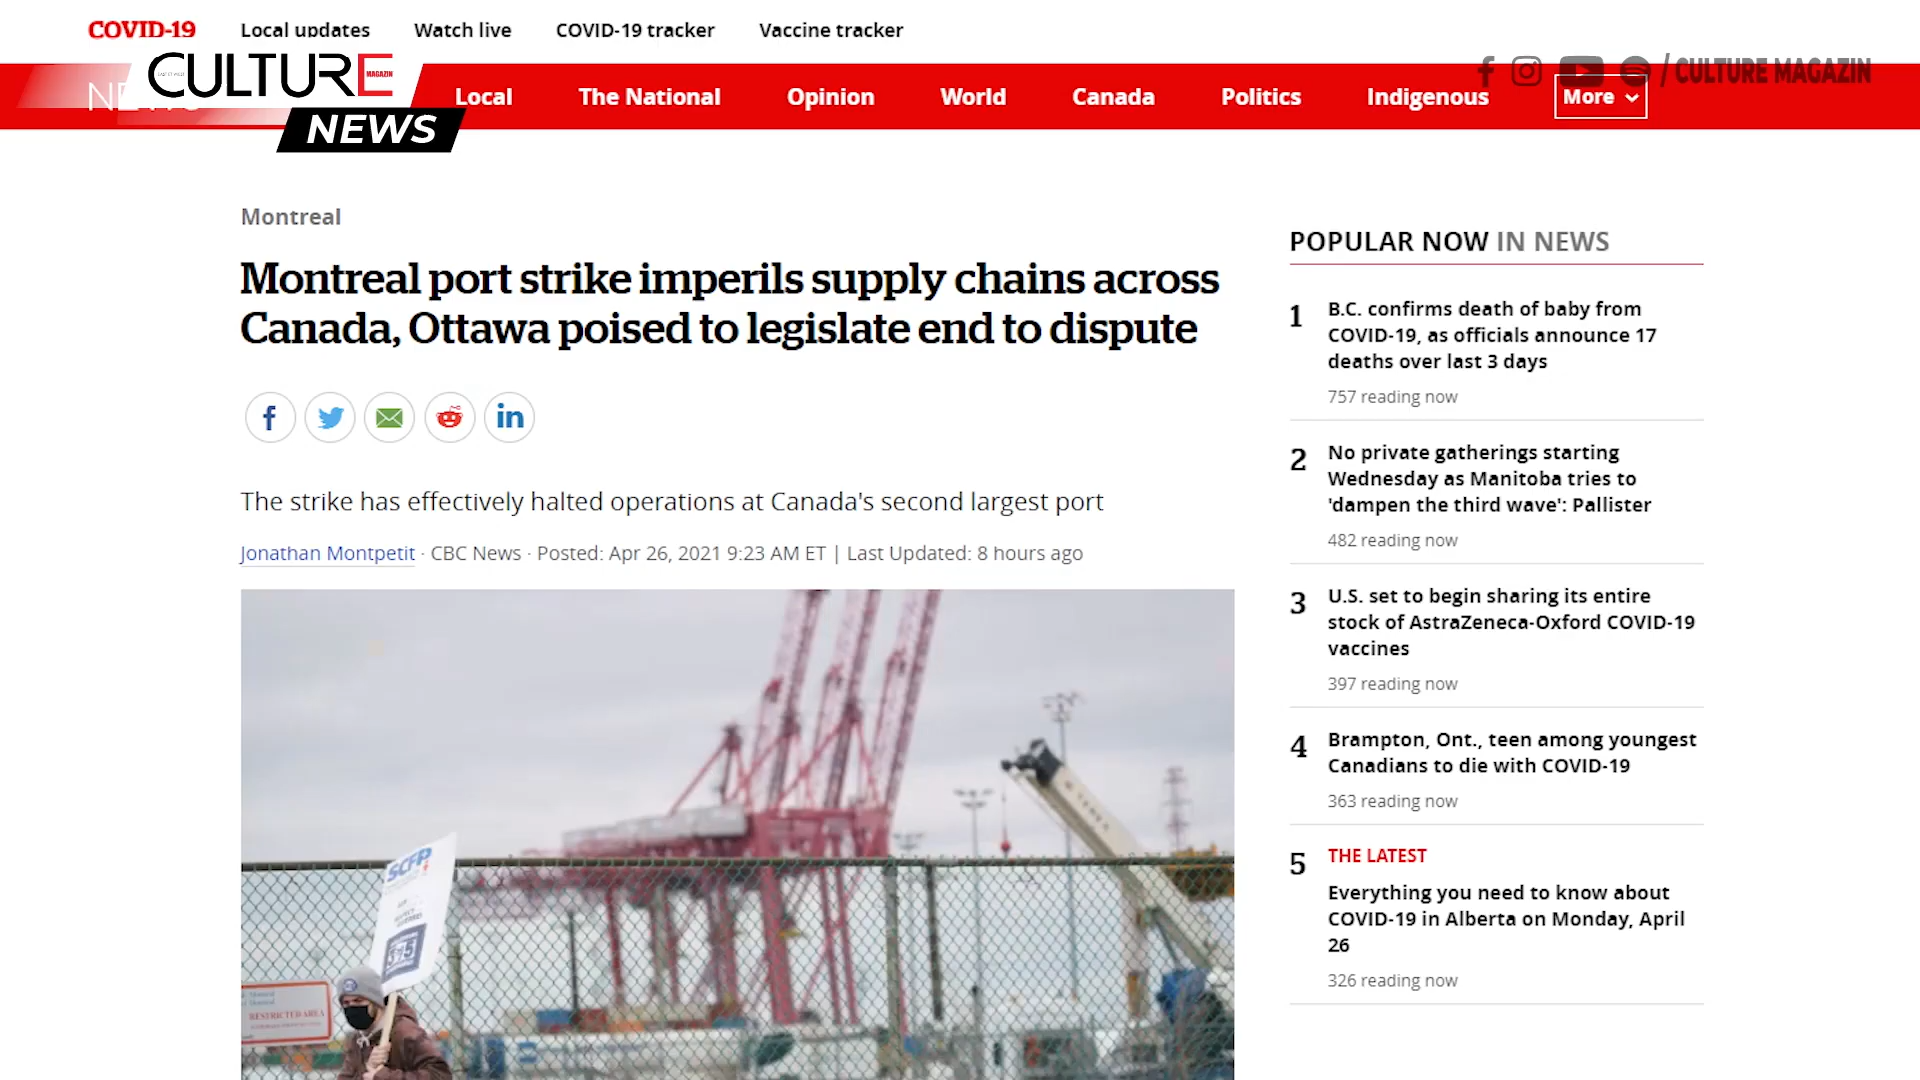 COVID-19 Local updates Watch live COVID-19 tracker Vaccine tracker
CULTURE MAGAZIN
NEWS
/ CULTURE MAGAZIN
Local The National Opinion World Canada Politics Indigenous More
Montreal
Montreal port strike imperils supply chains across
Canada, Ottawa poised to legislate end to dispute
The strike has effectively halted operations at Canada's second largest port
Jonathan Montpetit · CBC News · Posted: Apr 26, 2021 9:23 AM ET | Last Updated: 8 hours ago
SCFP
375
RESTRICTED AREA
POPULAR NOW IN NEWS
1 B.C. confirms death of baby from
COVID-19, as officials announce 17
deaths over last 3 days
757 reading now
2 No private gatherings starting
Wednesday as Manitoba tries to
'dampen the third wave': Pallister
482 reading now
3 U.S. set to begin sharing its entire
stock of AstraZeneca-Oxford COVID-19
vaccines
397 reading now
4 Brampton, Ont., teen among youngest
Canadians to die with COVID-19
363 reading now
5 THE LATEST
Everything you need to know about
COVID-19 in Alberta on Monday, April
26
326 reading now